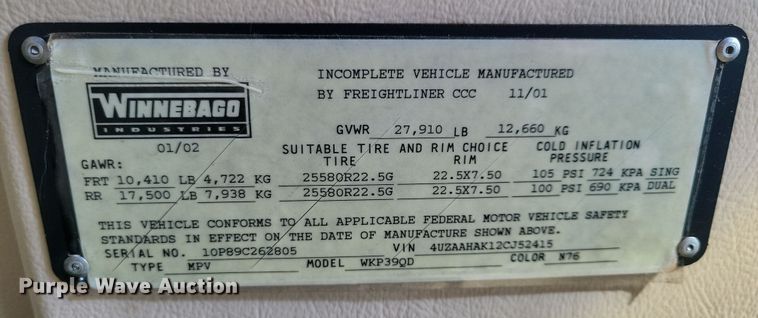 MANUFACTURED BY
INCOMPLETE VEHICLE MANUFACTURED
WINNEBAGO
INDUSTRIES
BY FREIGHTLINER CCC 11/01
GVWR 27,910 LB 12,660 KG
01/02
SUITABLE TIRE AND RIM CHOICE COLD INFLATION
GAWR: TIRE RIM PRESSURE
FRT 10,410 LB 4,722 KG 25580R22.5G 22.5X7.50 105 PSI 724 KPA SING
RR 17,500 LB 7,938 KG 25580R22.5G 22.5X7.50 100 PSI 690 KPA DUAL
THIS VEHICLE CONFORMS TO ALL APPLICABLE FEDERAL MOTOR VEHICLE SAFETY
STANDARDS IN EFFECT ON THE DATE OF MANUFACTURE SHOWN ABOVE.
SERIAL NO. 10P89C262805 VIN 4UZAAHAK12CJ52415
TYPE MPV MODEL WKP39QD COLOR N76
Purple Wave Auction